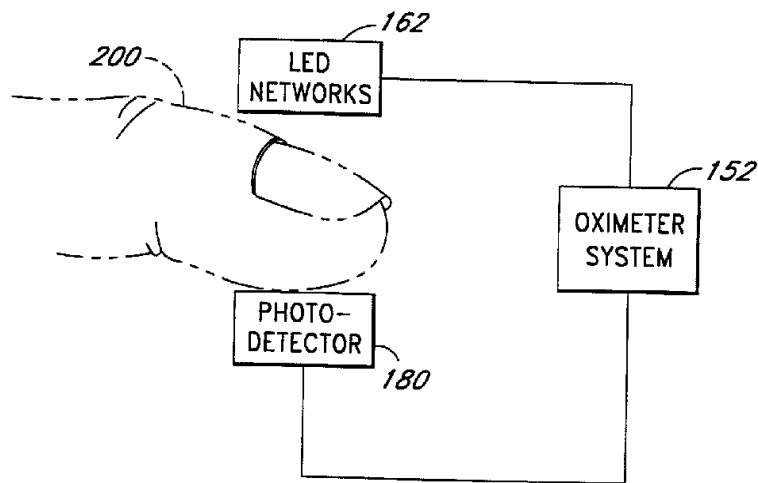 162
LED
NETWORKS
200
152
OXIMETER
SYSTEM
PHOTO-
DETECTOR
180